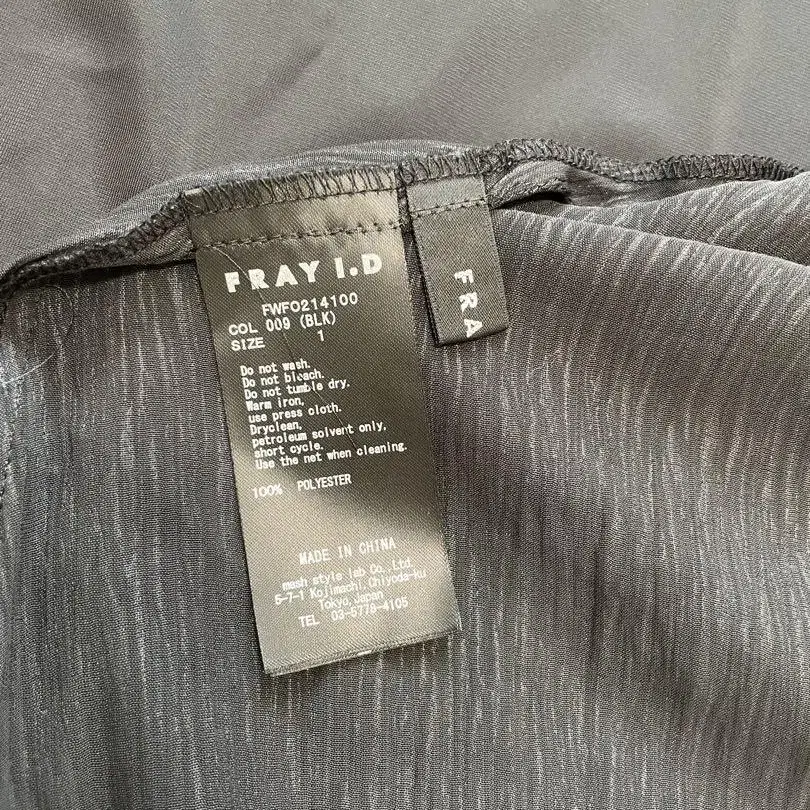 FRAY I.D
FWFO214100
COL 009 (BLK)
SIZE 1
Do not wash.
Do not bleach.
Do not tumble dry.
Warm iron,
use press cloth.
Dryclean,
petroleum solvent only,
short cycle.
Use the net when cleaning.
100% POLYESTER
MADE IN CHINA
mash style lab Co.,Ltd.
5-7-1 Kojimachi,Chiyoda-ku
Tokyo,Japan
TEL 03-5778-4105
FRA